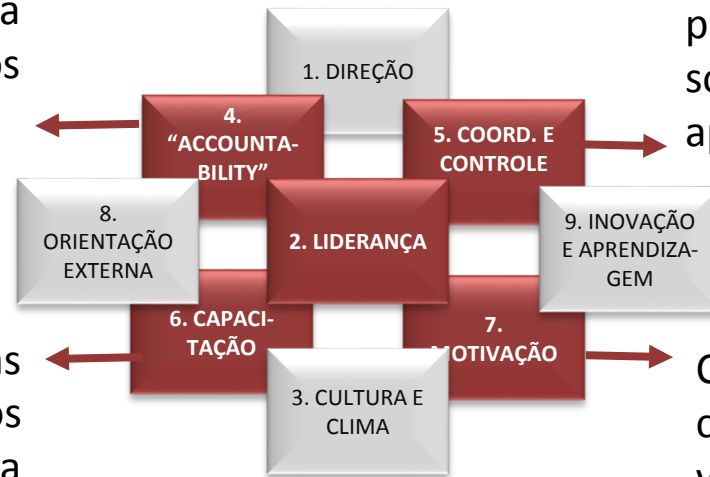 1. DIREÇÃO
4.
“ACCOUNTA-
BILITY”
5. COORD. E
CONTROLE
8.
ORIENTAÇÃO
EXTERNA
2. LIDERANÇA
9. INOVAÇÃO
E APRENDIZA-
GEM
6. CAPACI-
TAÇÃO
7.
MOTIVAÇÃO
3. CULTURA E
CLIMA